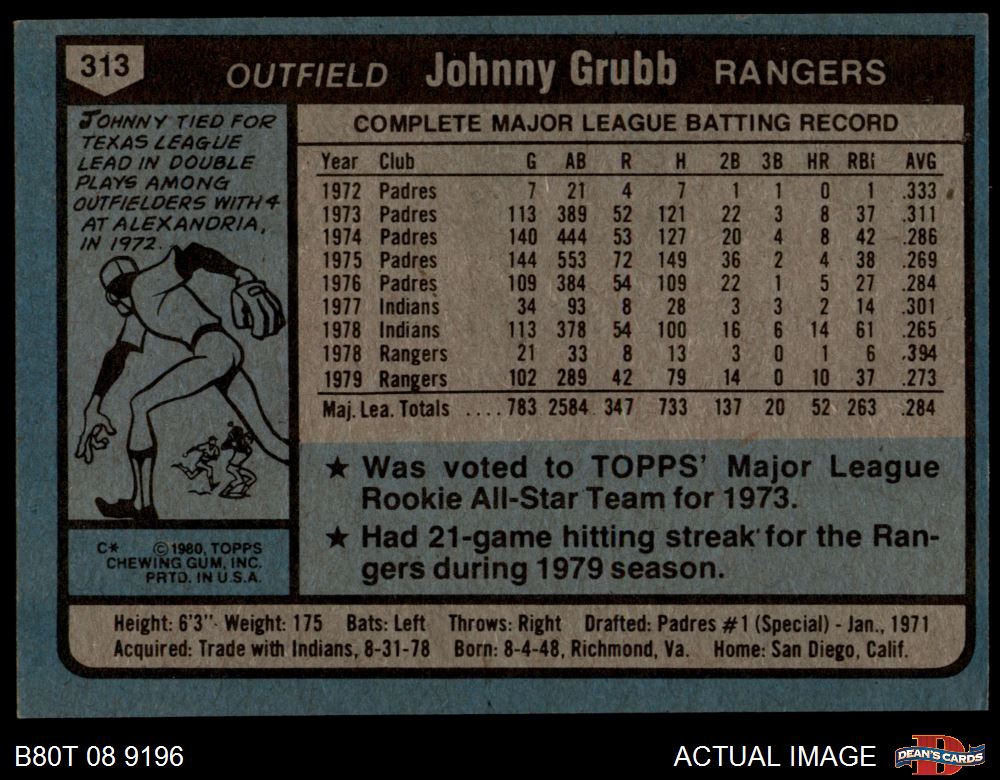 313
OUTFIELD Johnny Grubb RANGERS
JOHNNY TIED FOR
TEXAS LEAGUE
LEAD IN DOUBLE
PLAYS AMONG
OUTFIELDERS WITH 4
AT ALEXANDRIA,
IN 1972.
COMPLETE MAJOR LEAGUE BATTING RECORD
Year Club G AB R H 2B 3B HR RBI AVG
1972 Padres 7 21 4 7 1 1 0 1 .333
1973 Padres 113 389 52 121 22 3 8 37 .311
1974 Padres 140 444 53 127 20 4 8 42 .286
1975 Padres 144 553 72 149 36 2 4 38 .269
1976 Padres 109 384 54 109 22 1 5 27 .284
1977 Indians 34 93 8 28 3 3 2 14 .301
1978 Indians 113 378 54 100 16 6 14 61 .265
1978 Rangers 21 33 8 13 3 0 1 6 .394
1979 Rangers 102 289 42 79 14 0 10 37 .273
Maj. Lea. Totals ....783 2584 347 733 137 20 52 263 .284
★ Was voted to TOPPS' Major League
Rookie All-Star Team for 1973.
★ Had 21-game hitting streak for the Ran-
gers during 1979 season.
C* ©1980, TOPPS
CHEWING GUM, INC.
PRTD. IN U.S.A.
Height: 6'3" Weight: 175 Bats: Left Throws: Right Drafted: Padres #1 (Special) - Jan., 1971
Acquired: Trade with Indians, 8-31-78 Born: 8-4-48, Richmond, Va. Home: San Diego, Calif.
B80T 08 9196
ACTUAL IMAGE
D
DEAN'S CARDS